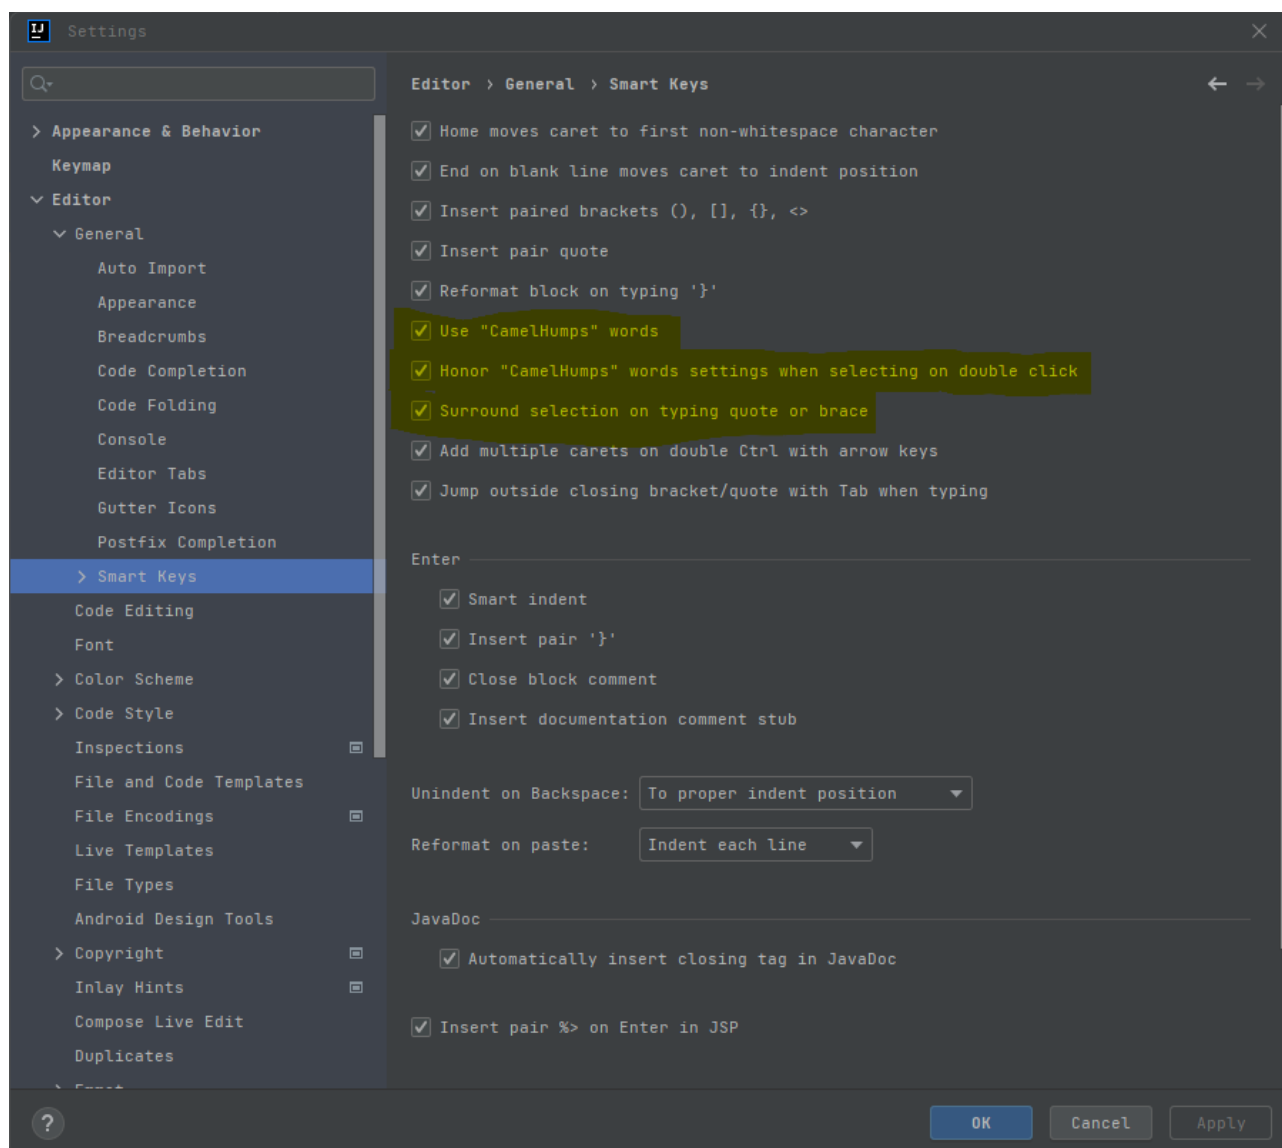 IJ Settings
Appearance & Behavior
Keymap
Editor
General
Auto Import
Appearance
Breadcrumbs
Code Completion
Code Folding
Console
Editor Tabs
Gutter Icons
Postfix Completion
Smart Keys
Code Editing
Font
Color Scheme
Code Style
Inspections
File and Code Templates
File Encodings
Live Templates
File Types
Android Design Tools
Copyright
Inlay Hints
Compose Live Edit
Duplicates
Editor › General › Smart Keys
Home moves caret to first non-whitespace character
End on blank line moves caret to indent position
Insert paired brackets (), [], {}, <>
Insert pair quote
Reformat block on typing '}'
Use "CamelHumps" words
Honor "CamelHumps" words settings when selecting on double click
Surround selection on typing quote or brace
Add multiple carets on double Ctrl with arrow keys
Jump outside closing bracket/quote with Tab when typing
Enter
Smart indent
Insert pair '}'
Close block comment
Insert documentation comment stub
Unindent on Backspace: To proper indent position
Reformat on paste: Indent each line
JavaDoc
Automatically insert closing tag in JavaDoc
Insert pair %> on Enter in JSP
? OK Cancel Apply